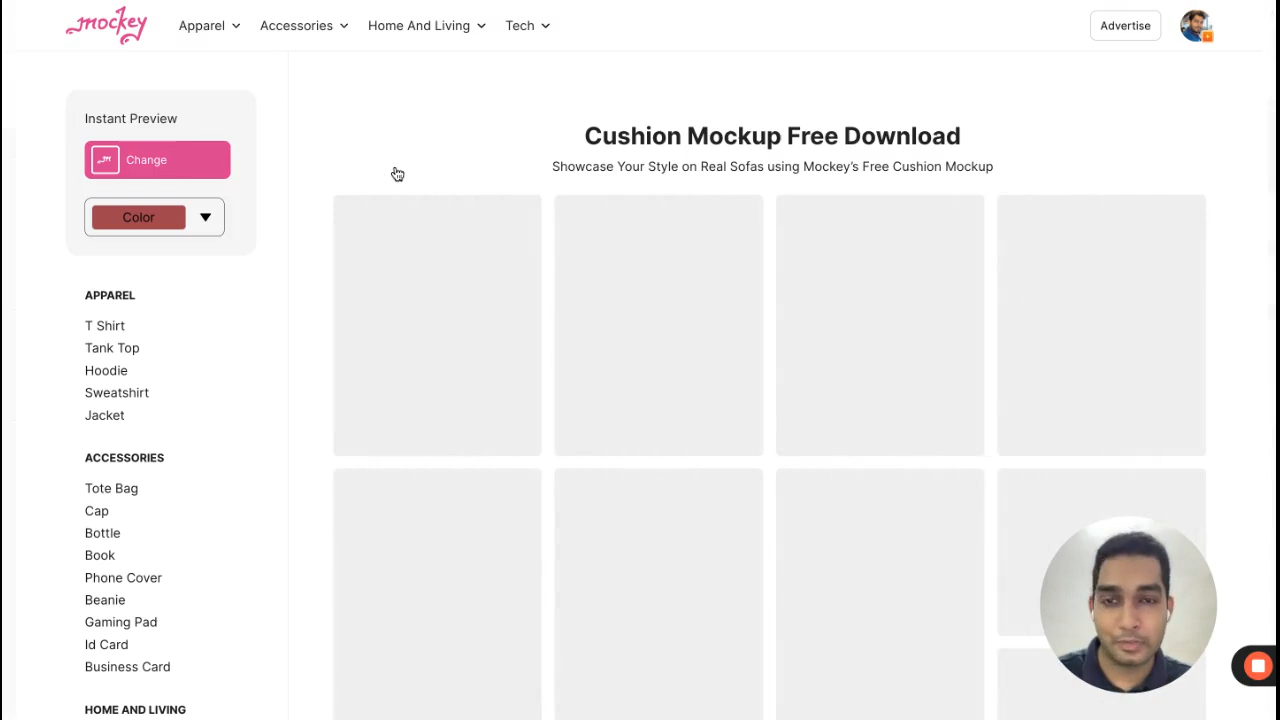 mockey
Apparel
Accessories
Home And Living
Tech
Advertise
Instant Preview
Change
Color
APPAREL
T Shirt
Tank Top
Hoodie
Sweatshirt
Jacket
ACCESSORIES
Tote Bag
Cap
Bottle
Book
Phone Cover
Beanie
Gaming Pad
Id Card
Business Card
HOME AND LIVING
Cushion Mockup Free Download
Showcase Your Style on Real Sofas using Mockey’s Free Cushion Mockup